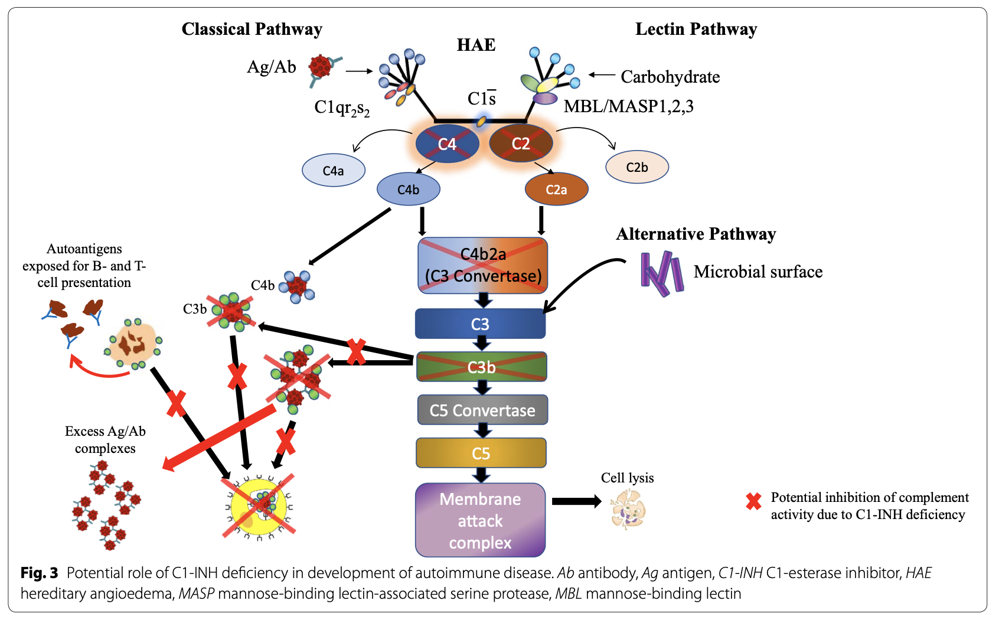 Classical Pathway
HAE
Lectin Pathway
Ag/Ab
Carbohydrate
C1qr₂s₂
C1s̅
MBL/MASP1,2,3
C4
C2
C4a
C2b
C4b
C2a
Alternative Pathway
Microbial surface
C4b2a
(C3 Convertase)
Autoantigens
exposed for B- and T-
cell presentation
C4b
C3b
C3
C3b
C5 Convertase
C5
Excess Ag/Ab
complexes
Membrane
attack
complex
Cell lysis
Potential inhibition of complement
activity due to C1-INH deficiency
Fig. 3 Potential role of C1-INH deficiency in development of autoimmune disease. Ab antibody, Ag antigen, C1-INH C1-esterase inhibitor, HAE
hereditary angioedema, MASP mannose-binding lectin-associated serine protease, MBL mannose-binding lectin